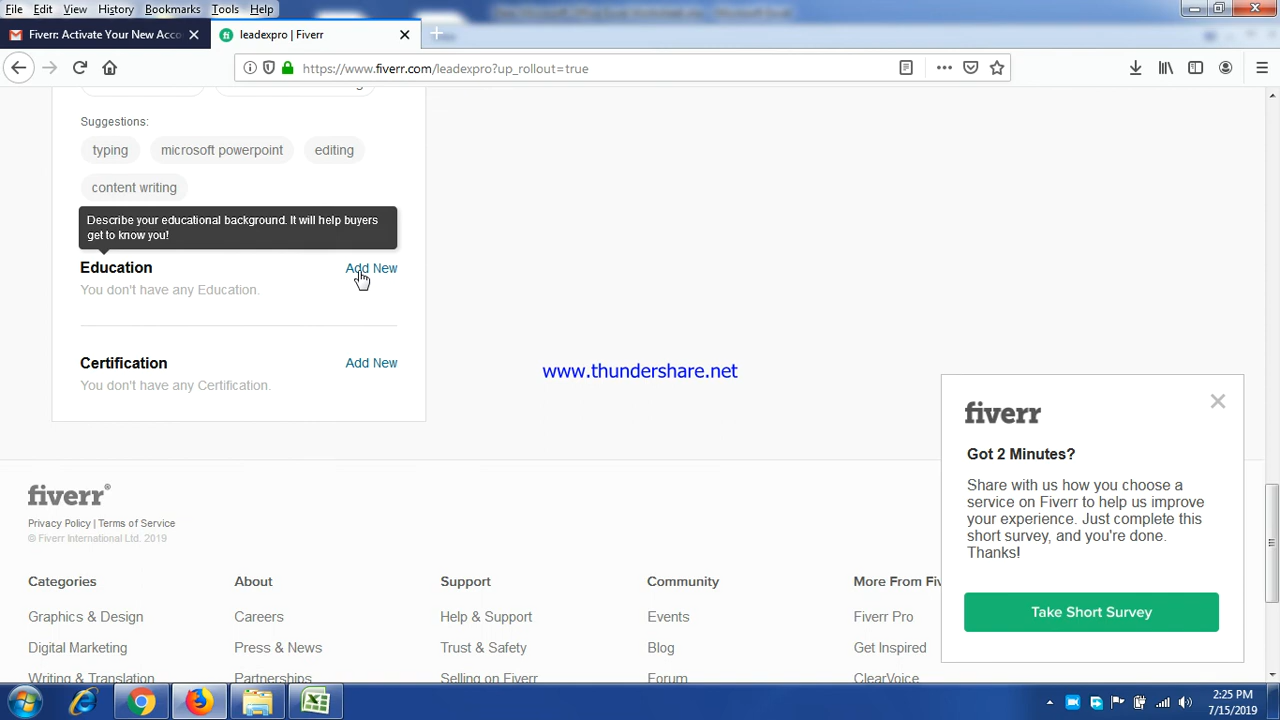 File Edit View History Bookmarks Tools Help
Fiverr: Activate Your New Acco
leadexpro | Fiverr
https://www.fiverr.com/leadexpro?up_rollout=true
Suggestions:
typing microsoft powerpoint editing
content writing
Describe your educational background. It will help buyers
get to know you!
Education Add New
You don't have any Education.
Certification Add New
You don't have any Certification.
www.thundershare.net
fiverr
Got 2 Minutes?
Share with us how you choose a
service on Fiverr to help us improve
your experience. Just complete this
short survey, and you're done.
Thanks!
Take Short Survey
fiverr®
Privacy Policy | Terms of Service
© Fiverr International Ltd. 2019
Categories About Support Community More From Fiv
Graphics & Design Careers Help & Support Events Fiverr Pro
Digital Marketing Press & News Trust & Safety Blog Get Inspired
Writing & Translation Partnerships Selling on Fiverr Forum ClearVoice
2:25 PM
7/15/2019